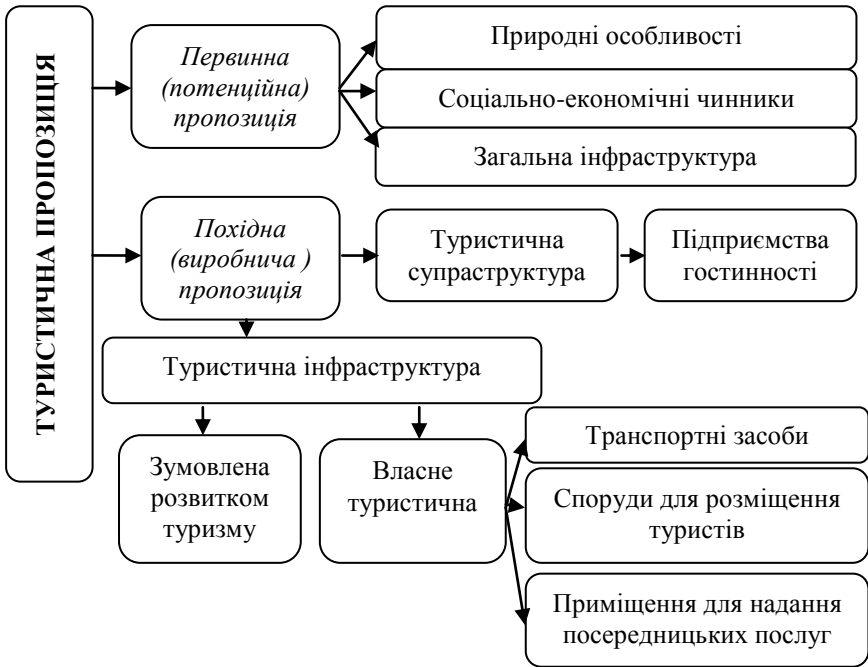 ТУРИСТИЧНА ПРОПОЗИЦІЯ
Первинна
(потенційна)
пропозиція
Природні особливості
Соціально-економічні чинники
Загальна інфраструктура
Похідна
(виробнича )
пропозиція
Туристична
супраструктура
Підприємства
гостинності
Туристична інфраструктура
Зумовлена
розвитком
туризму
Власне
туристична
Транспортні засоби
Споруди для розміщення
туристів
Приміщення для надання
посередницьких послуг